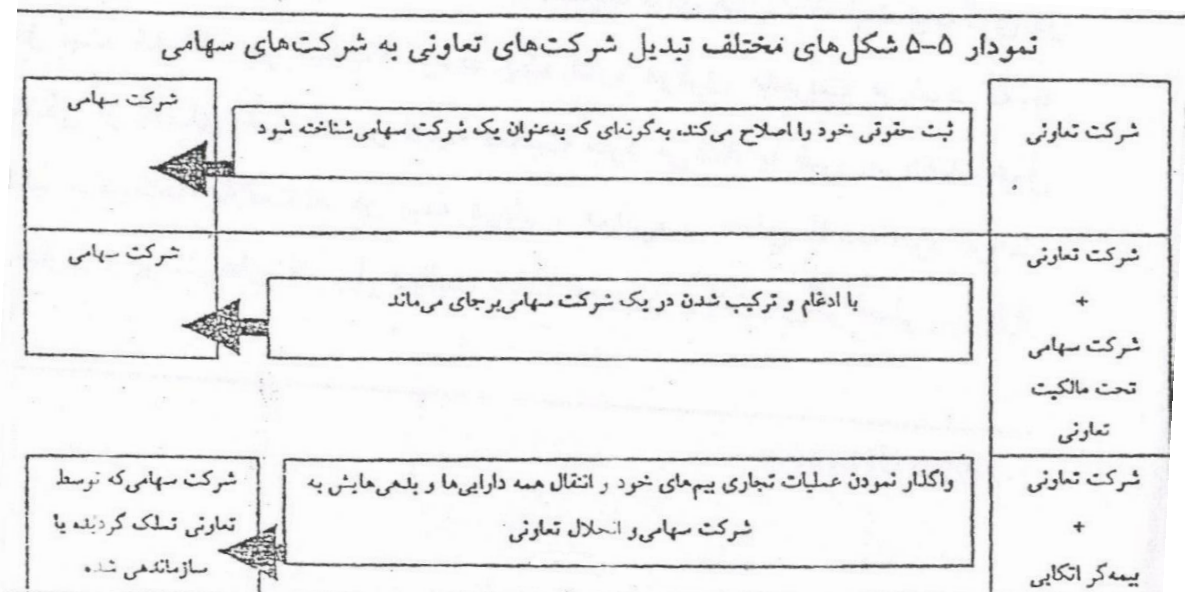 نمودار ۵-۵ شکل‌های مختلف تبدیل شرکت‌های تعاونی به شرکت‌های سهامی
شرکت تعاونی
ثبت حقوقی خود را اصلاح می‌کند، به‌گونه‌ای که به‌عنوان یک شرکت سهامی شناخته شود
شرکت سهامی
شرکت تعاونی
+
شرکت سهامی
تحت مالکیت
تعاونی
با ادغام و ترکیب شدن در یک شرکت سهامی برجای می‌ماند
شرکت سهامی
شرکت تعاونی
+
بیمه‌گر اتکایی
واگذار نمودن عملیات تجاری بیم‌های خود و انتقال همه دارایی‌ها و بدهی‌هایش به
شرکت سهامی و انحلال تعاونی
شرکت سهامی که توسط
تعاونی تملک گردیده یا
سازماندهی شده